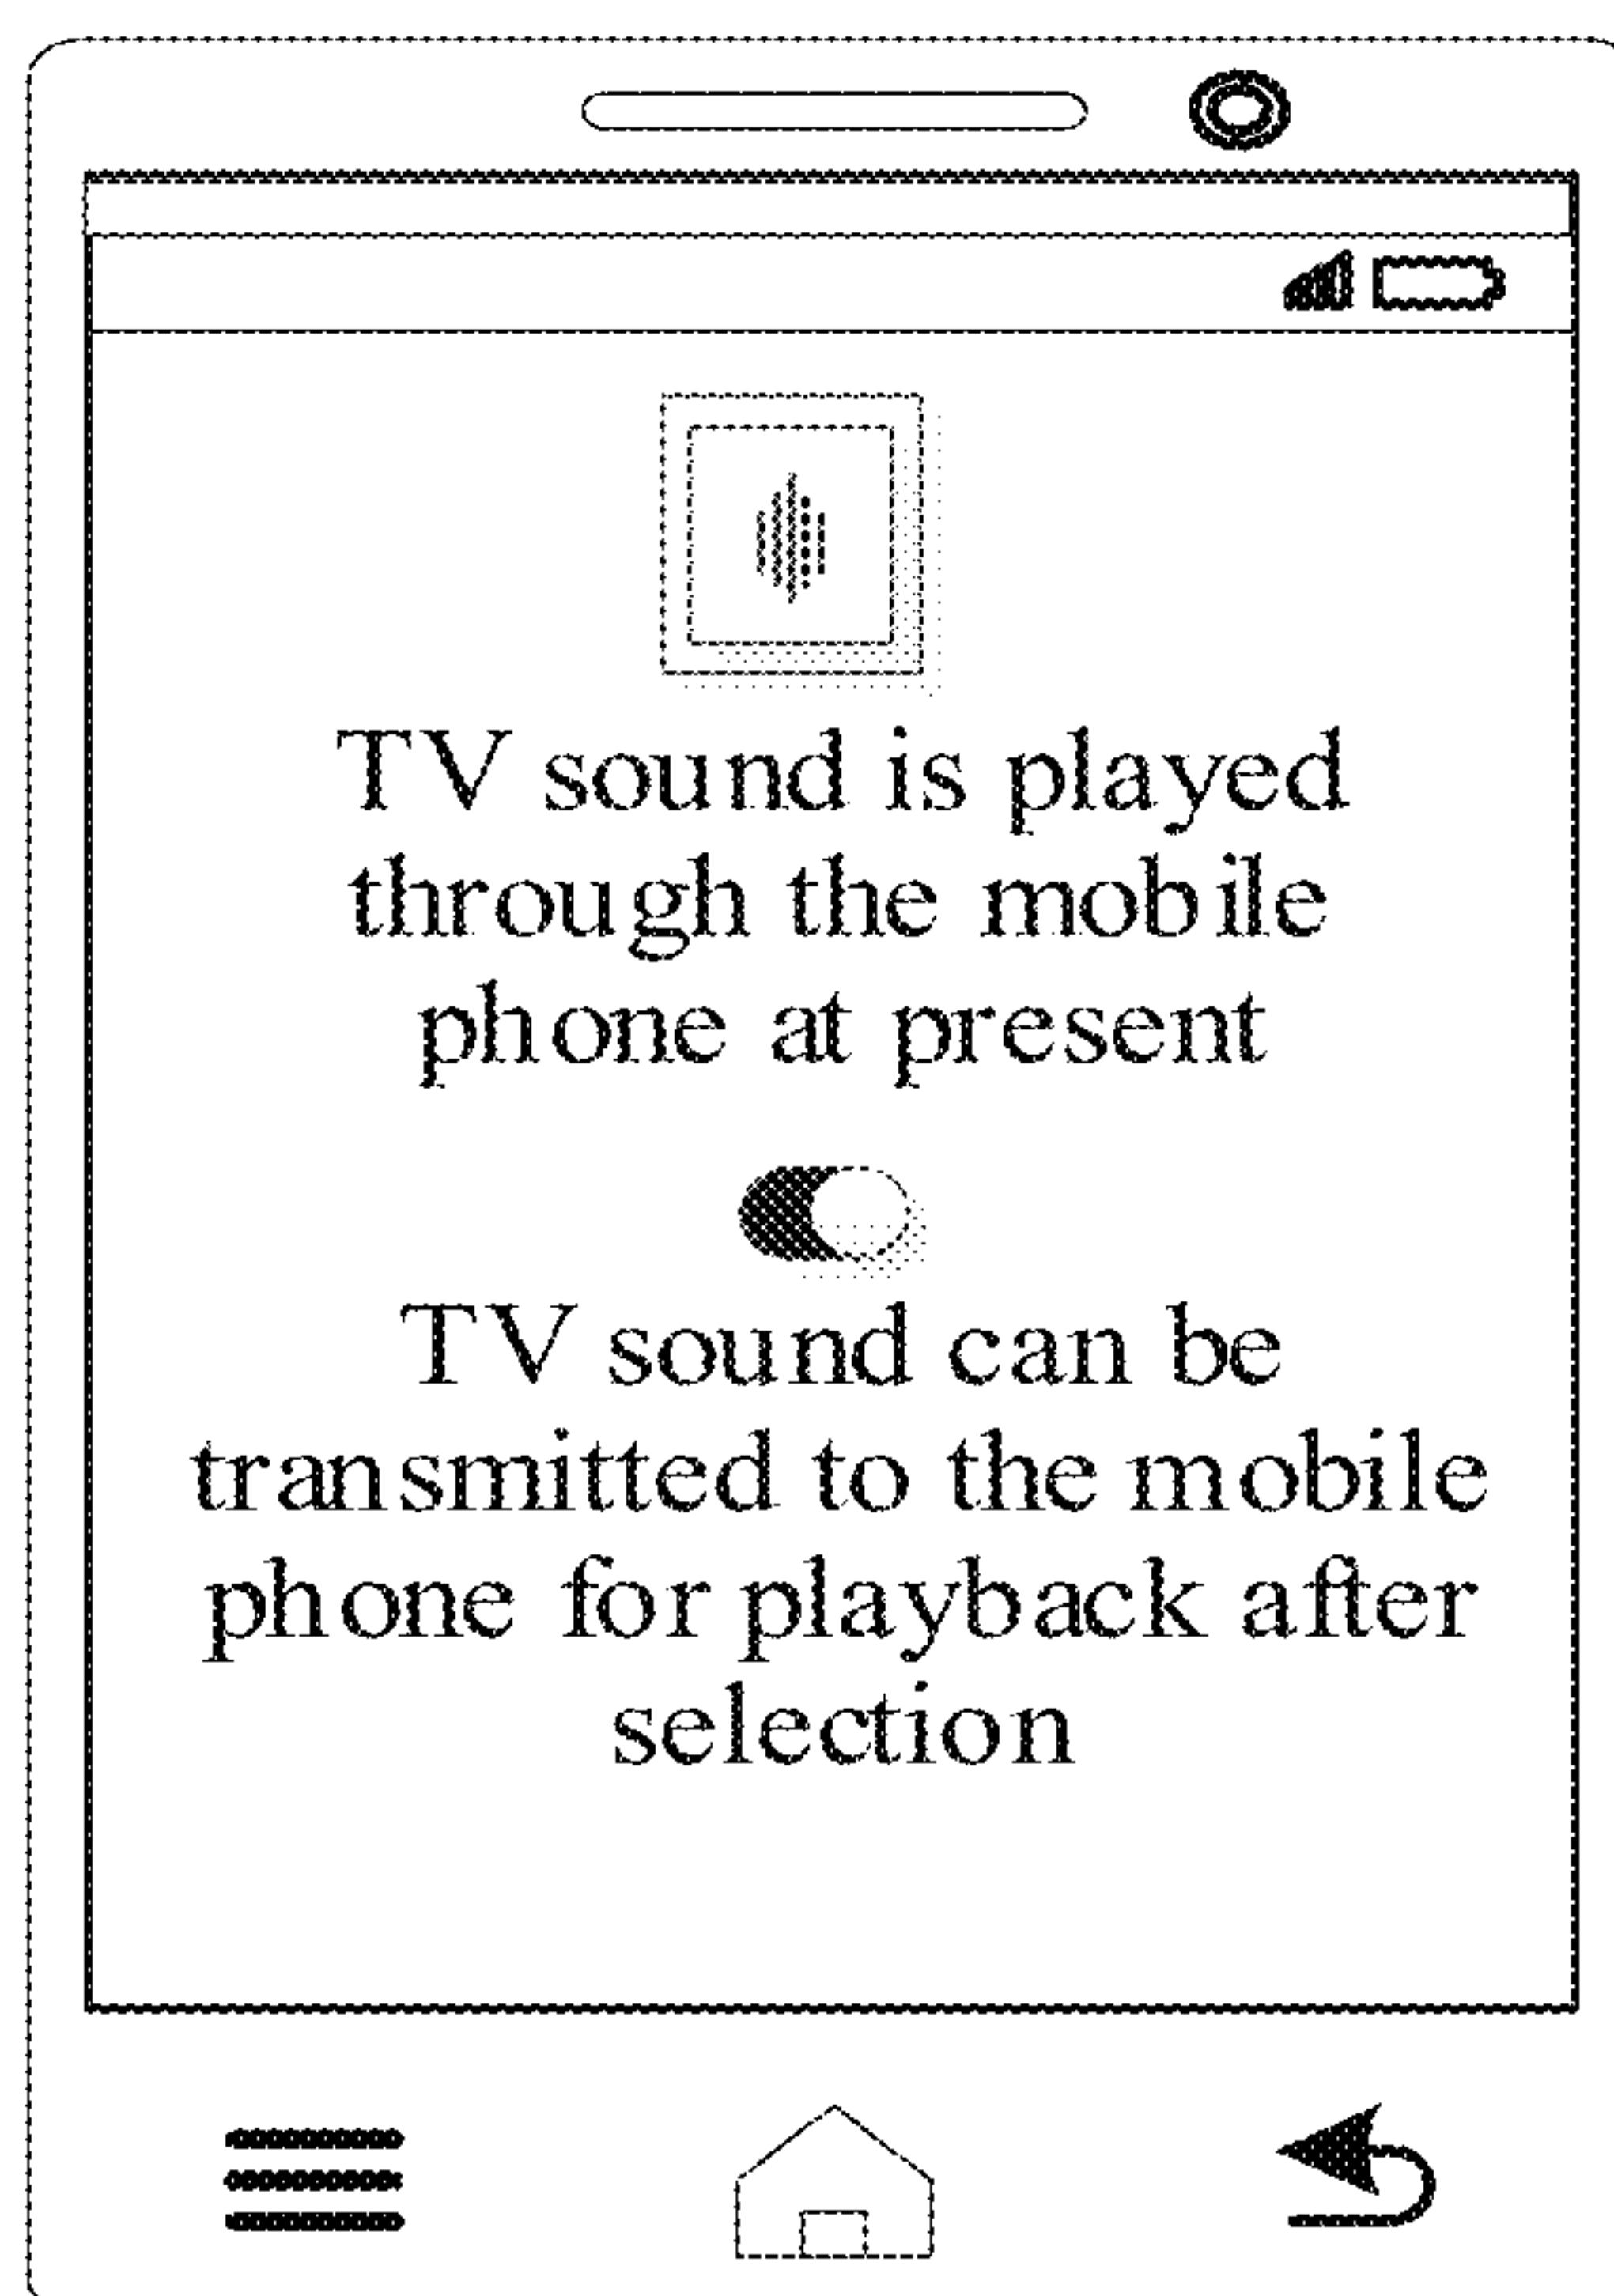 TV sound is played
through the mobile
phone at present
TV sound can be
transmitted to the mobile
phone for playback after
selection